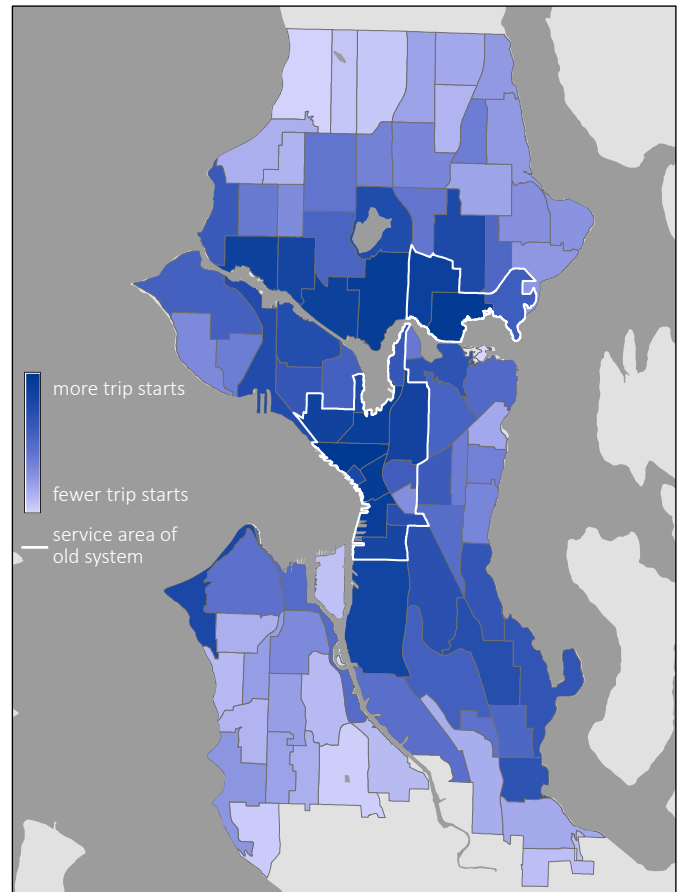 more trip starts
fewer trip starts
service area of
old system